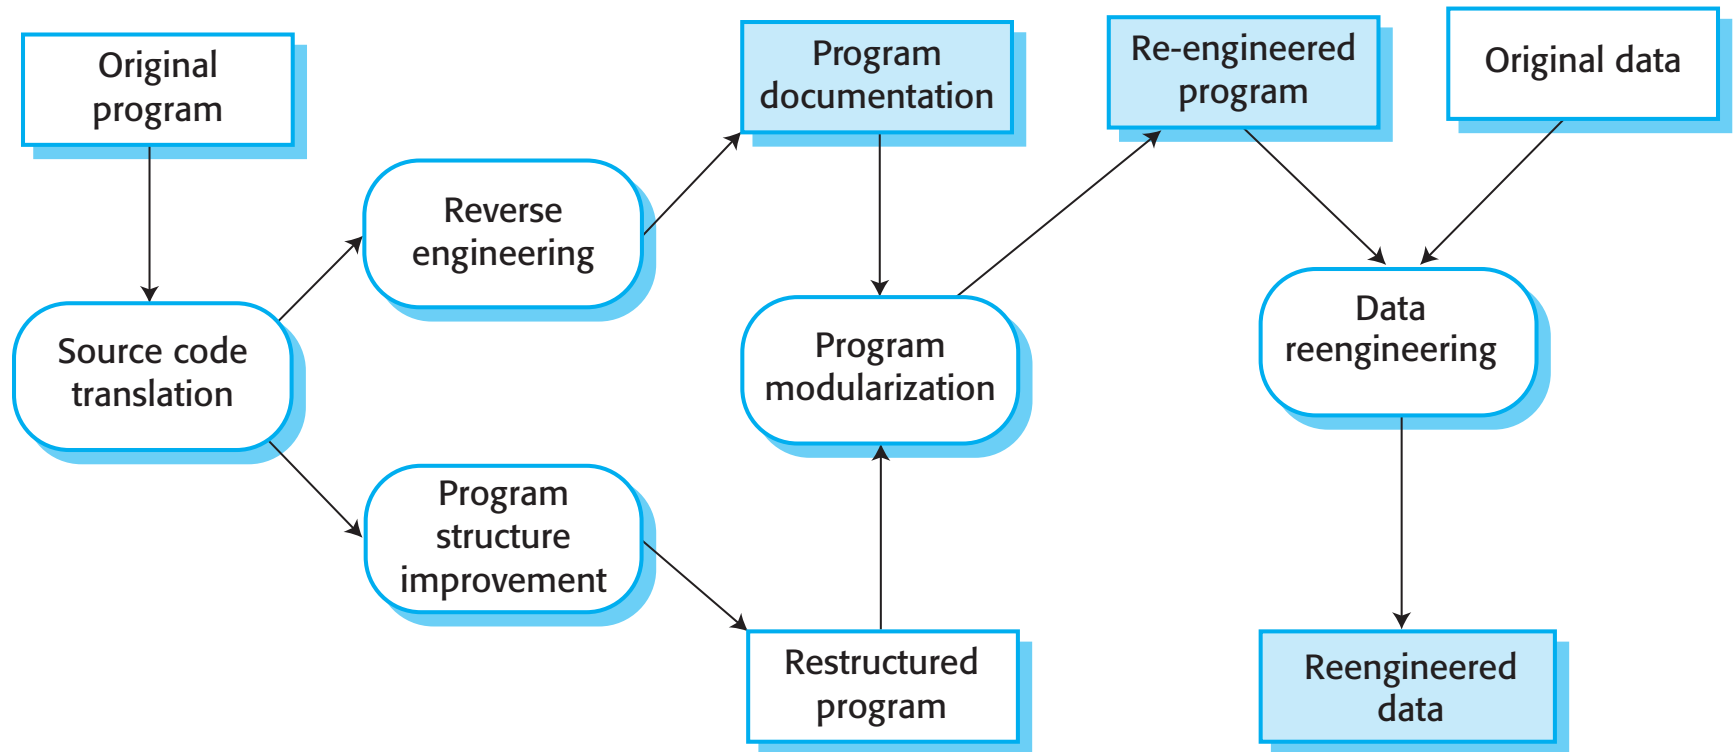 Original
program
Program
documentation
Re-engineered
program
Original data
Reverse
engineering
Source code
translation
Program
modularization
Data
reengineering
Program
structure
improvement
Restructured
program
Reengineered
data